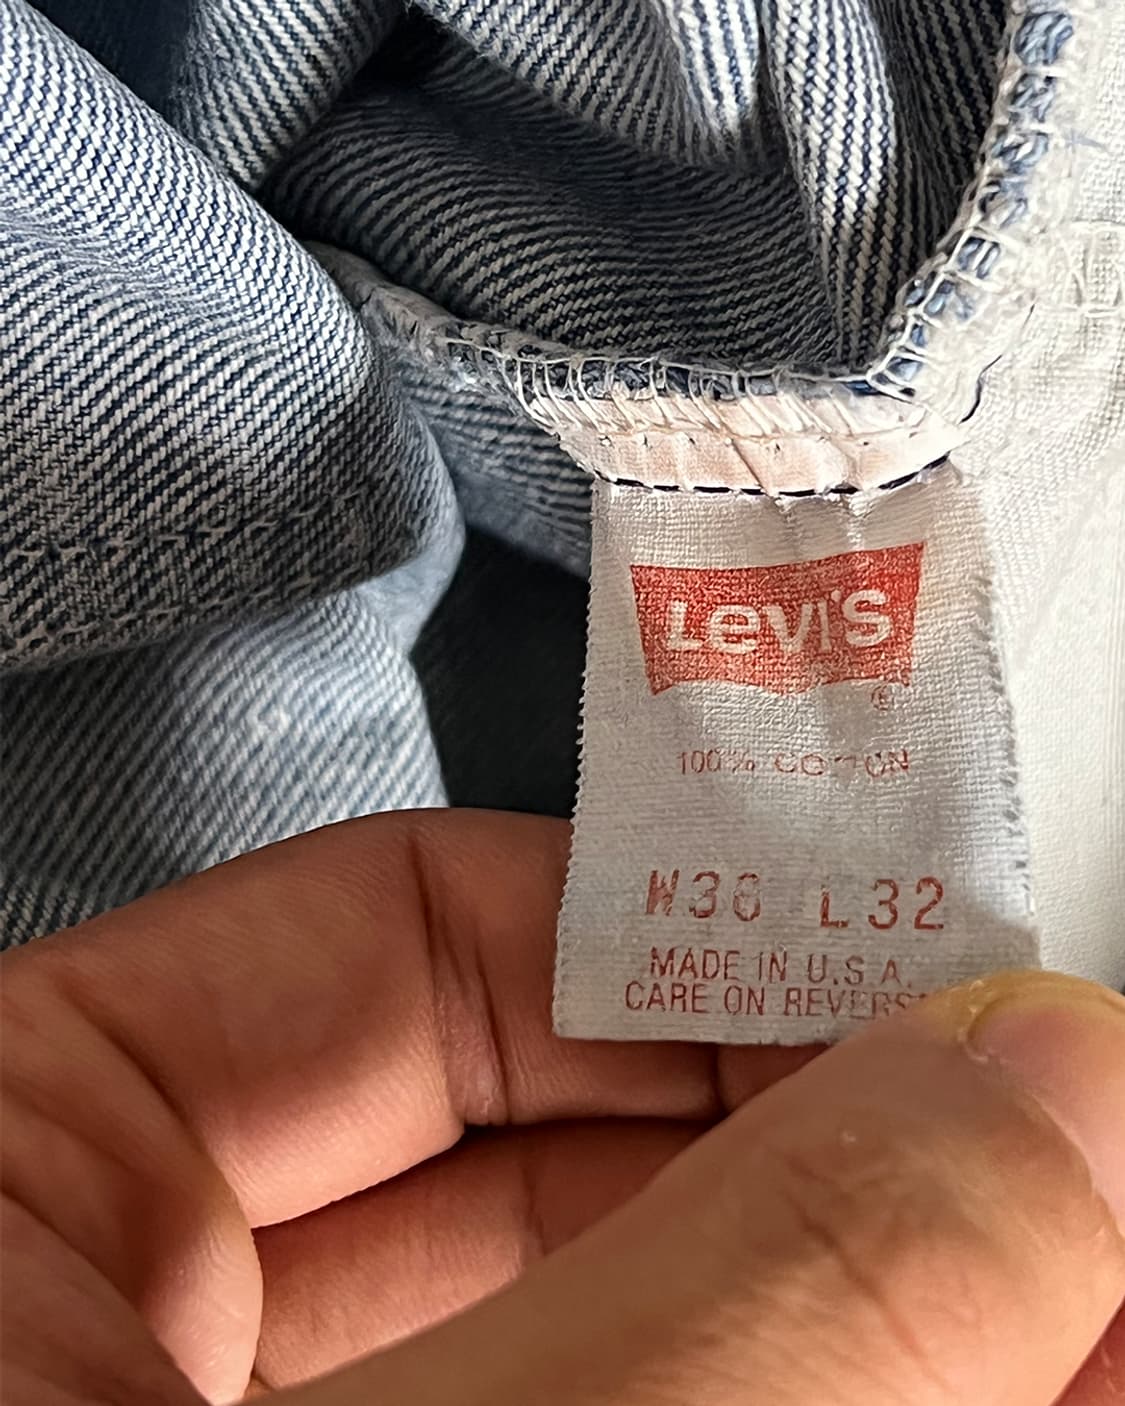 Levi's
®
100% COTTON
W36 L32
MADE IN U.S.A.
CARE ON REVERS